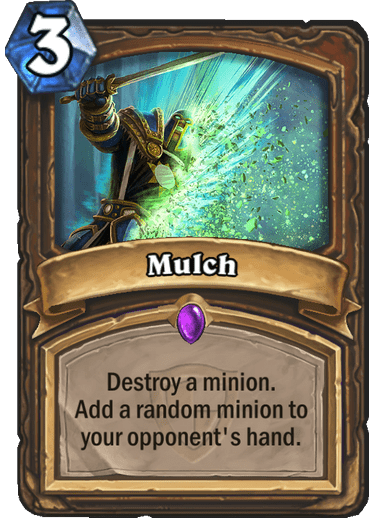 3
Mulch
Destroy a minion.
Add a random minion to
your opponent's hand.